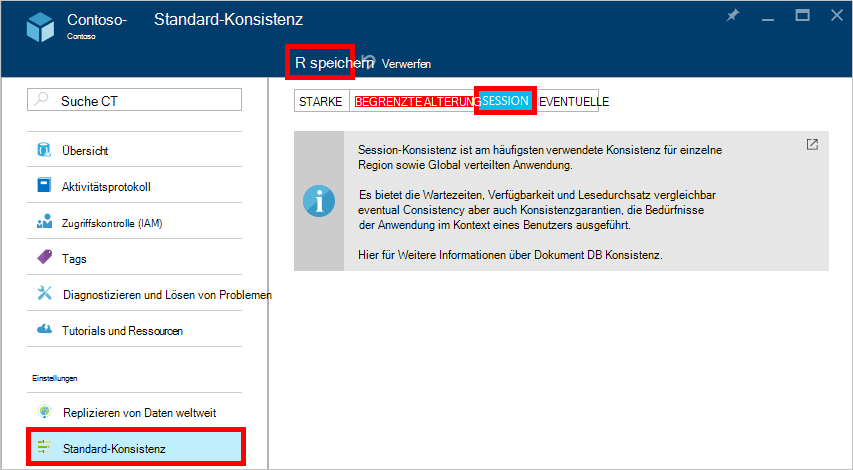 Contoso-
Contoso
Standard-Konsistenz
R speichern
Verwerfen
Suche CT
Übersicht
Aktivitätsprotokoll
Zugriffskontrolle (IAM)
Tags
Diagnostizieren und Lösen von Problemen
Tutorials und Ressourcen
Einstellungen
Replizieren von Daten weltweit
Standard-Konsistenz
STARKE
BEGRENZTE ALTERUNG
SESSION
EVENTUELLE
Session-Konsistenz ist am häufigsten verwendete Konsistenz für einzelne
Region sowie Global verteilten Anwendung.
Es bietet die Wartezeiten, Verfügbarkeit und Lesedurchsatz vergleichbar
eventual Consistency aber auch Konsistenzgarantien, die Bedürfnisse
der Anwendung im Kontext eines Benutzers ausgeführt.
Hier für Weitere Informationen über Dokument DB Konsistenz.